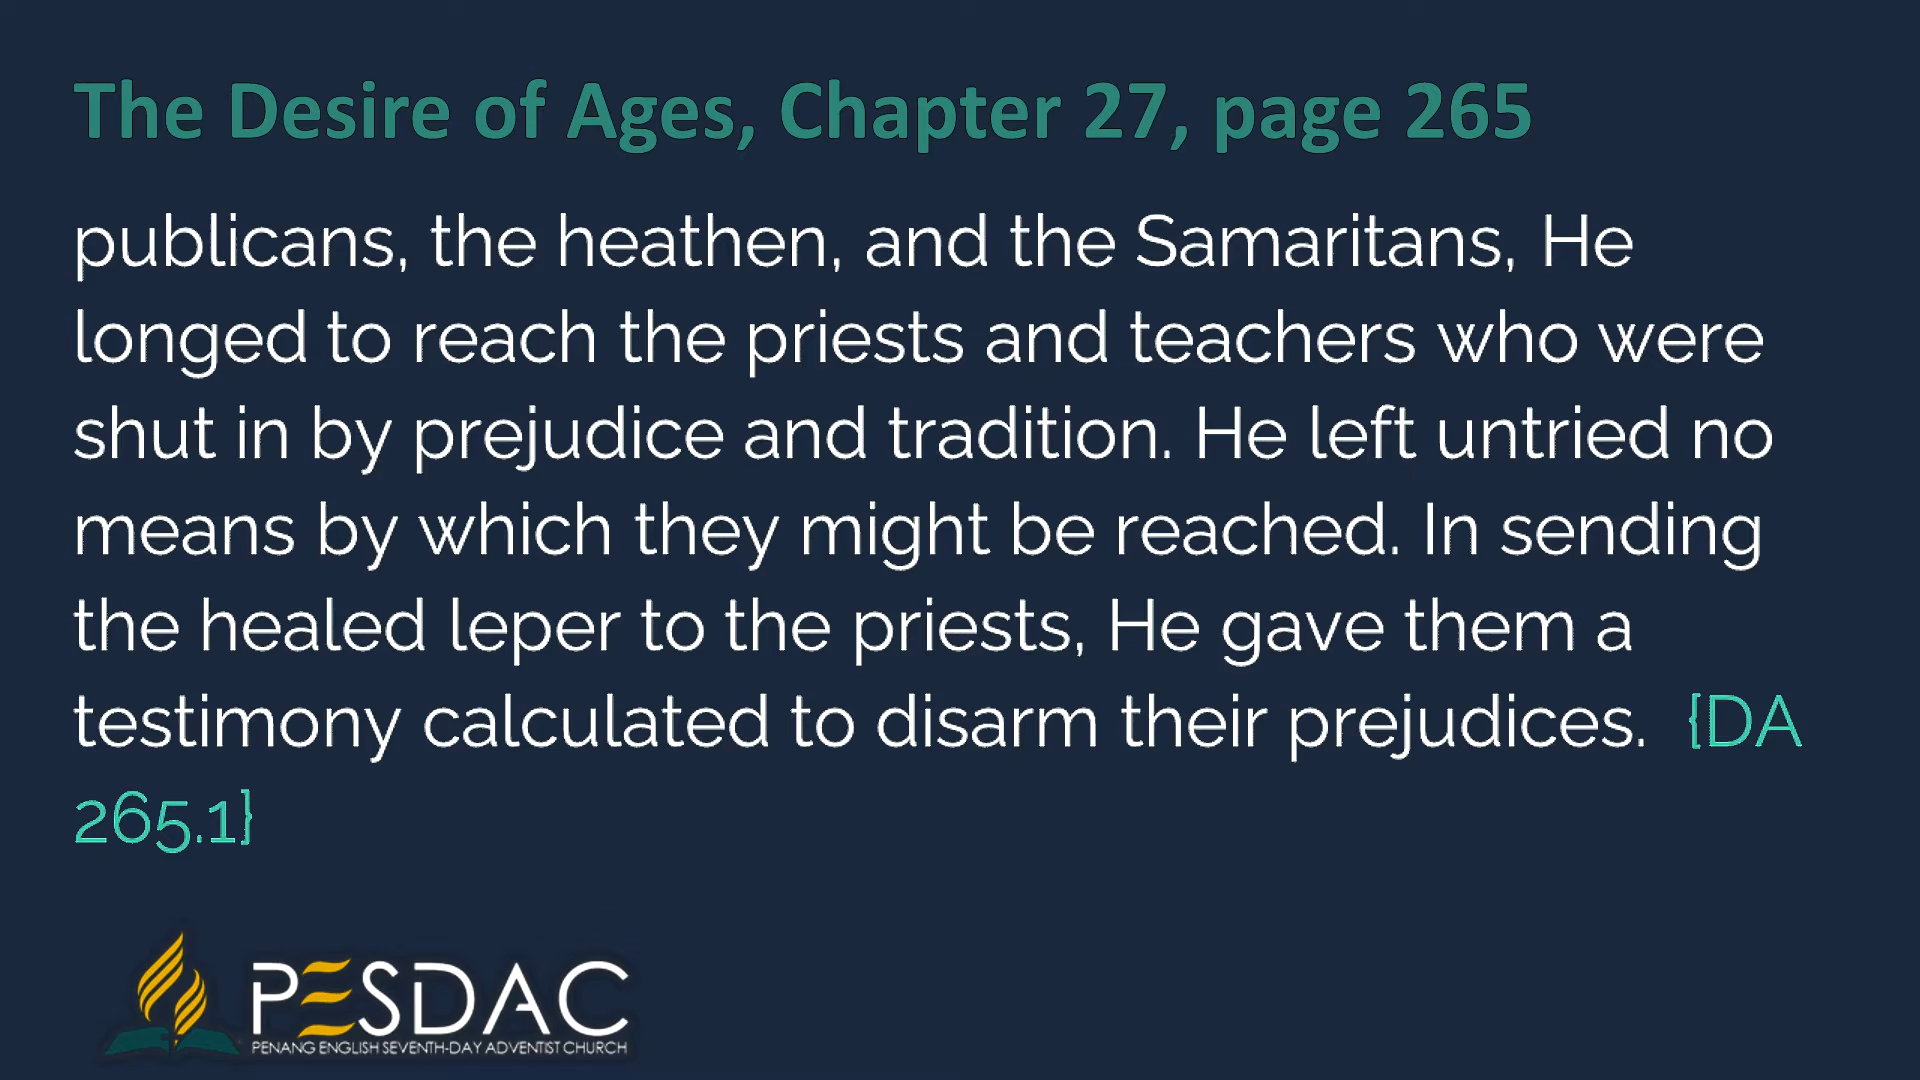 The Desire of Ages, Chapter 27, page 265
publicans, the heathen, and the Samaritans, He
longed to reach the priests and teachers who were
shut in by prejudice and tradition. He left untried no
means by which they might be reached. In sending
the healed leper to the priests, He gave them a
testimony calculated to disarm their prejudices. {DA
265.1}
PESDAC
PENANG ENGLISH SEVENTH-DAY ADVENTIST CHURCH